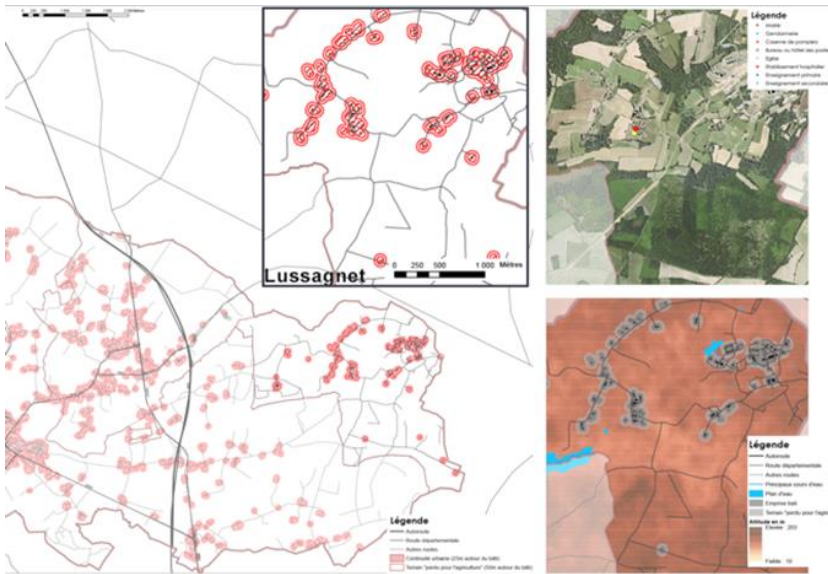 Mètres
Lussagnet
0 250 500 1 000
Mètres
Légende
Mairie
Gendarmerie
Caserne de pompiers
Bureau ou hôtel des postes
Eglise
Etablissement hospitalier
Enseignement primaire
Enseignement secondaire
Légende
Autoroute
Route départementale
Autres routes
Continuité urbaine (25m autour du bâti)
Terrain "perdu pour l'agriculture" (50m autour du bâti)
Légende
Autoroute
Route départementale
Autres routes
Principaux cours d'eau
Plan d'eau
Emprise bati
Terrain "perdu pour l'agri
Altitude en m
Elevée : 203
Faible : 10